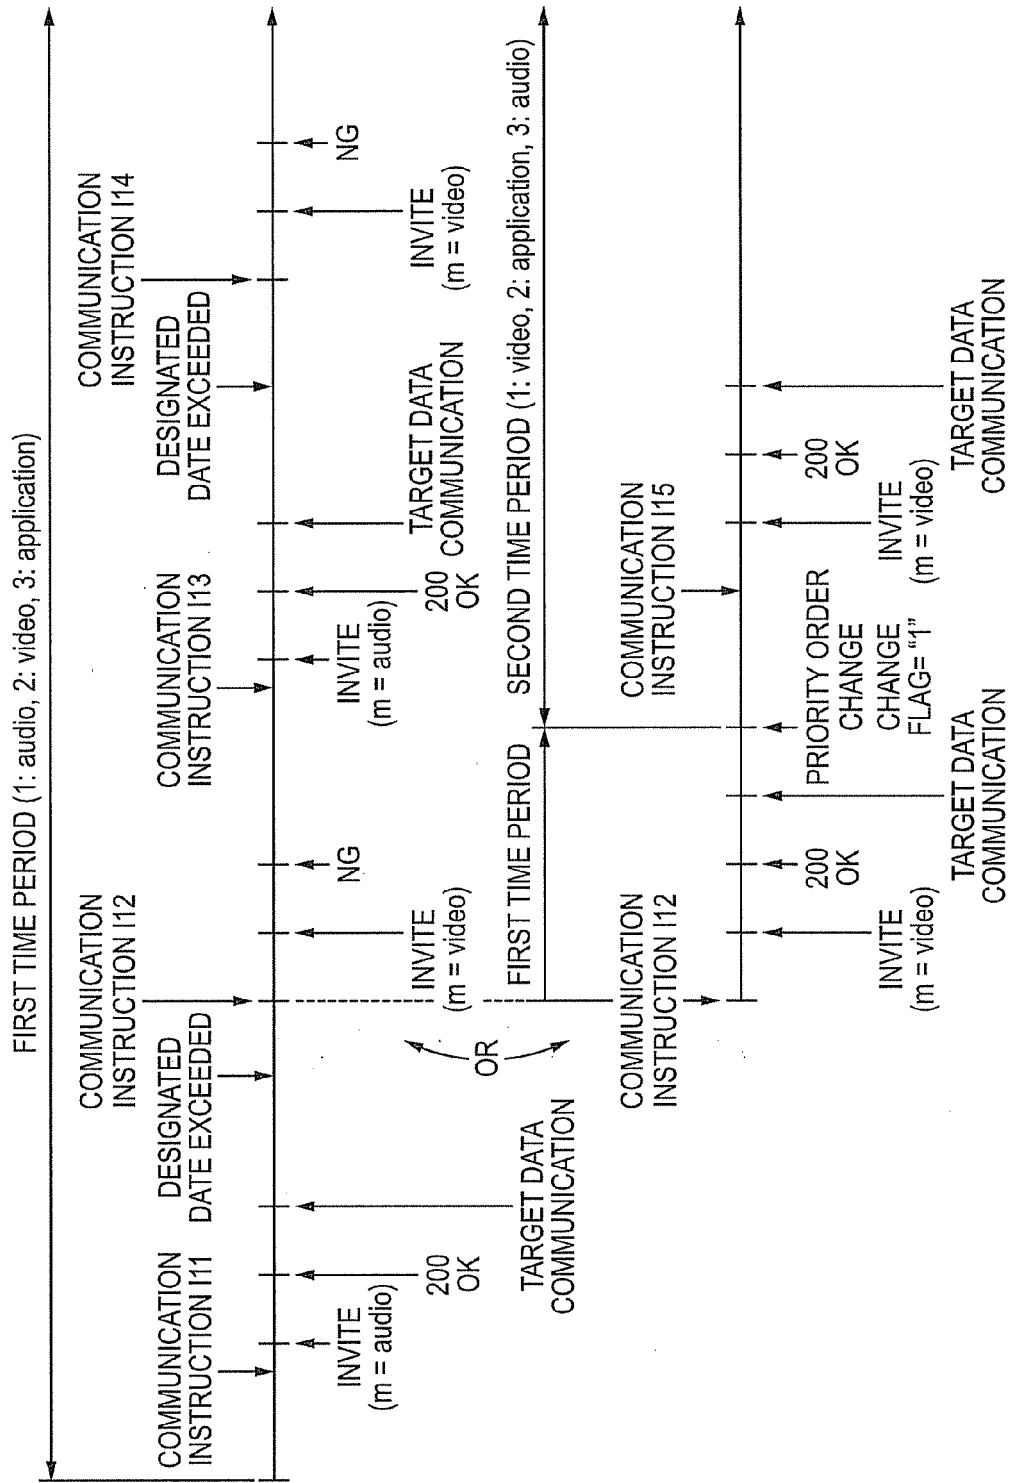 FIRST TIME PERIOD (1: audio, 2: video, 3: application)
COMMUNICATION
INSTRUCTION I11
INVITE
(m = audio)
200
OK
TARGET DATA
COMMUNICATION
DESIGNATED
DATE EXCEEDED
COMMUNICATION
INSTRUCTION I12
INVITE
(m = video)
NG
COMMUNICATION
INSTRUCTION I13
INVITE
(m = audio)
200
OK
TARGET DATA
COMMUNICATION
DESIGNATED
DATE EXCEEDED
COMMUNICATION
INSTRUCTION I14
INVITE
(m = video)
NG
OR
FIRST TIME PERIOD
SECOND TIME PERIOD (1: video, 2: application, 3: audio)
COMMUNICATION
INSTRUCTION I12
INVITE
(m = video)
200
OK
TARGET DATA
COMMUNICATION
PRIORITY ORDER
CHANGE
CHANGE
FLAG= “1”
COMMUNICATION
INSTRUCTION I15
INVITE
(m = video)
200
OK
TARGET DATA
COMMUNICATION